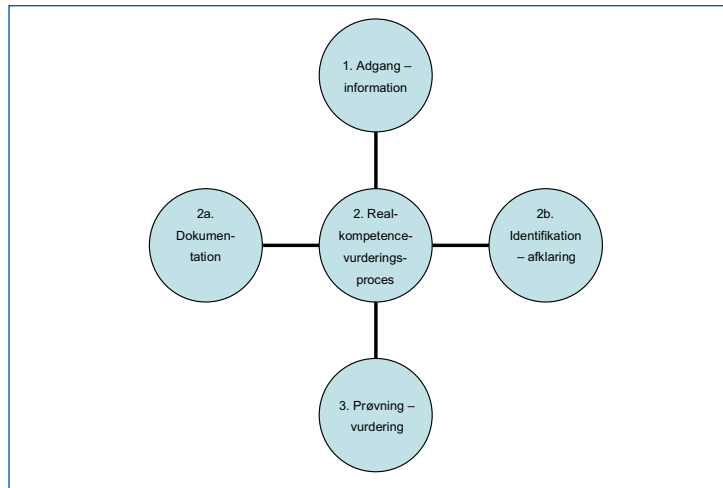 1. Adgang –
information
2a.
Dokumen-
tation
2. Real-
kompetence-
vurderings-
proces
2b.
Identifikation
– afklaring
3. Prøvning –
vurdering